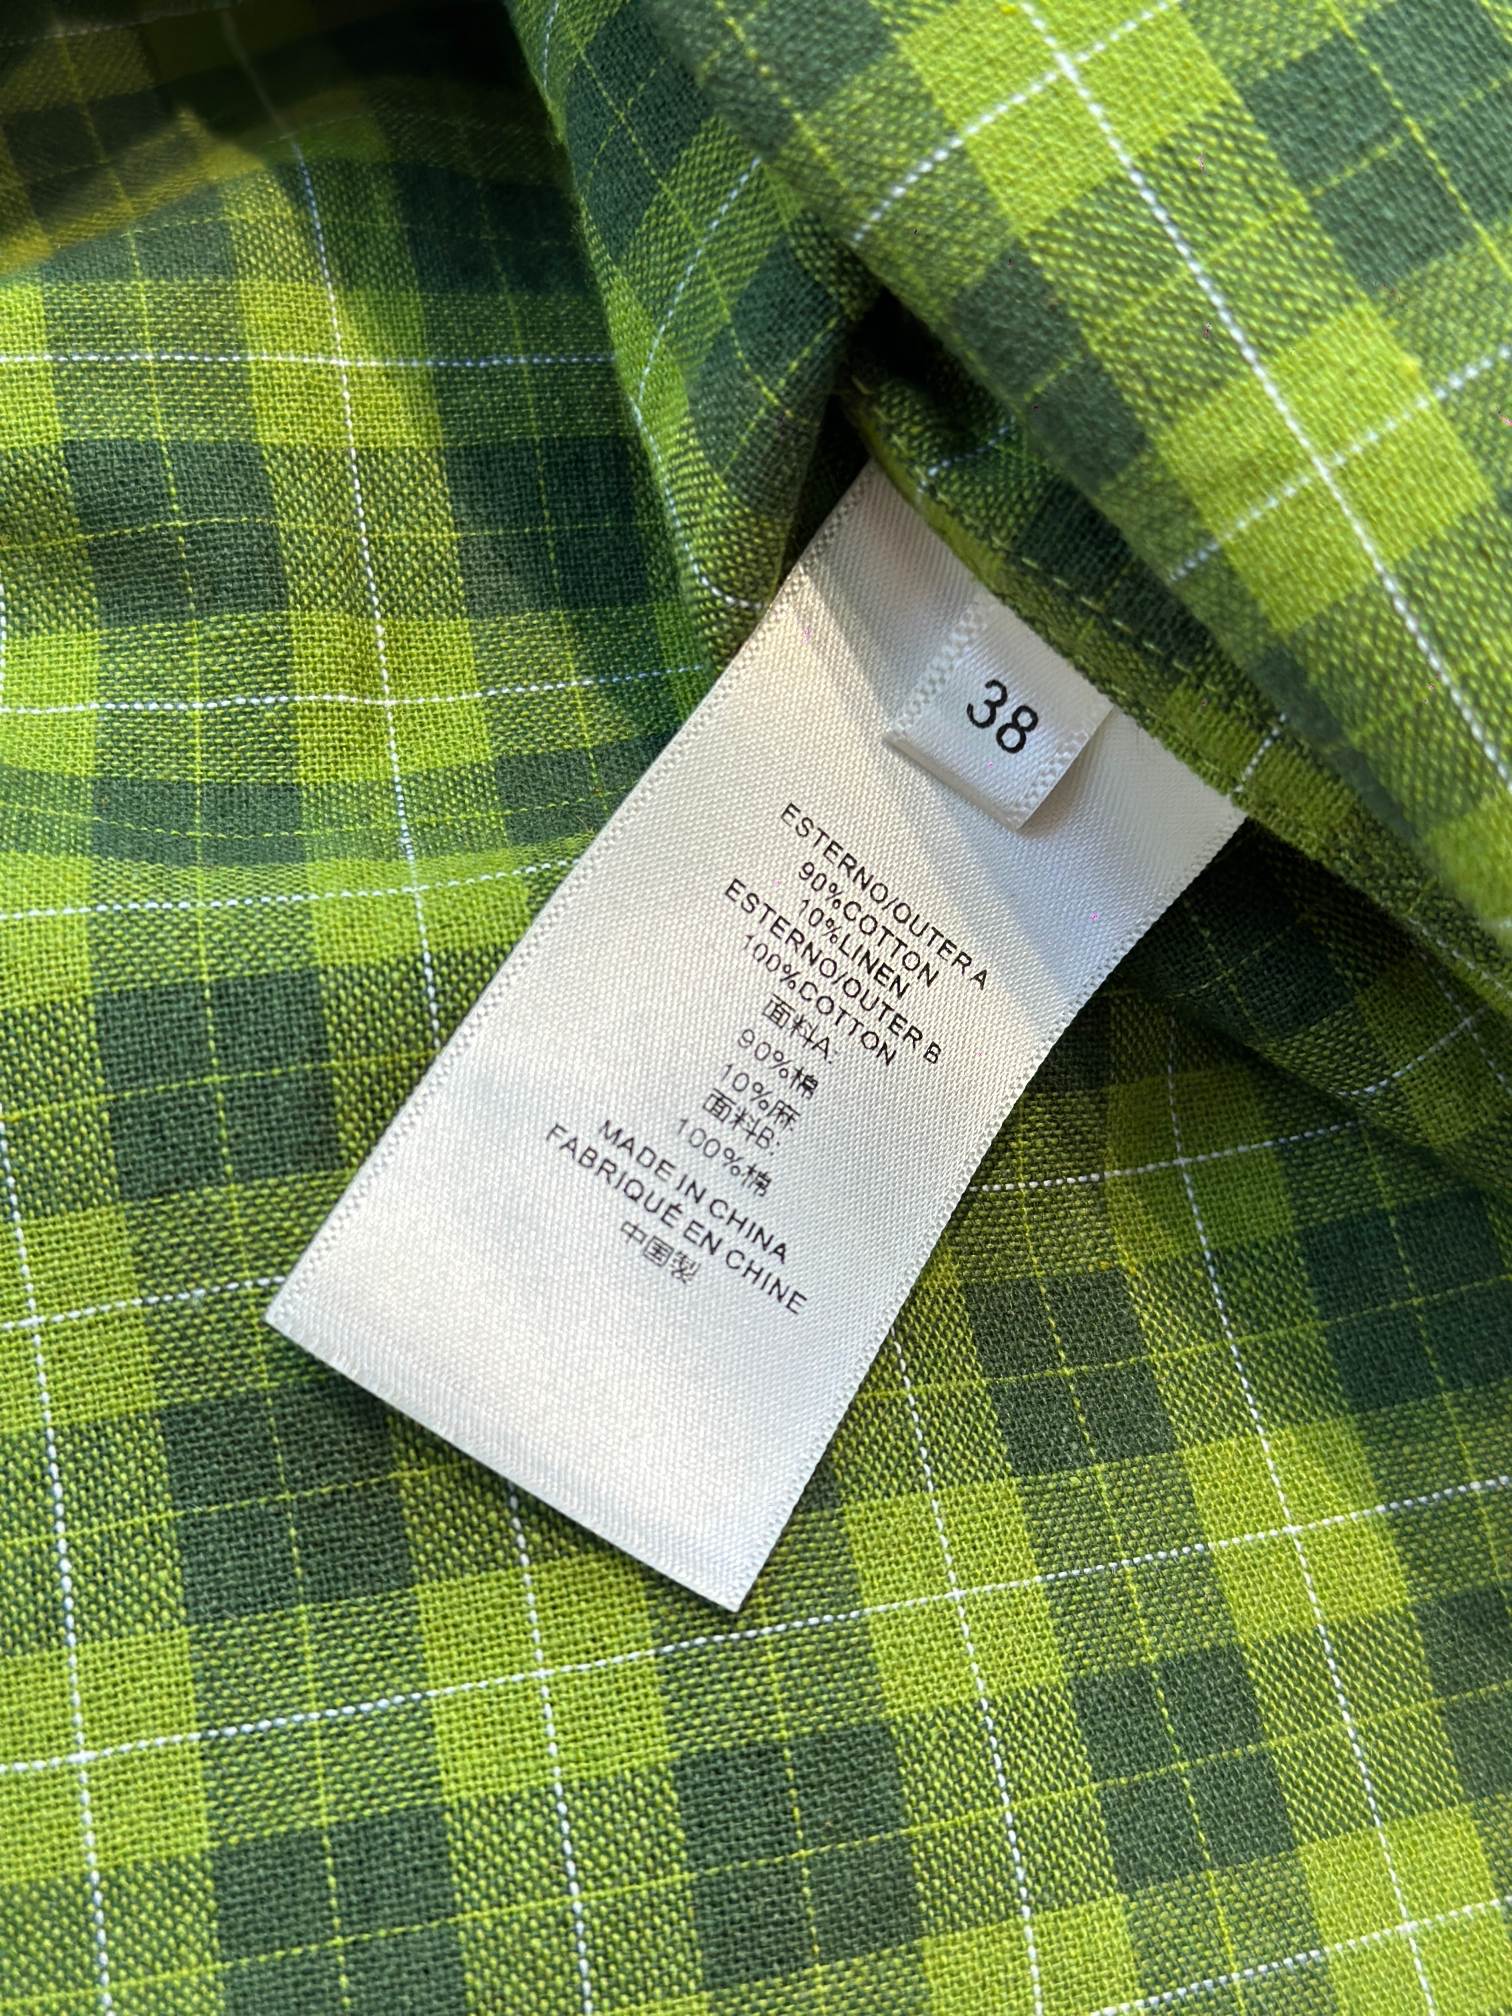 38
ESTERNO/OUTER A
90%COTTON
10%LINEN
ESTERNO/OUTER B
100%COTTON
面料A:
90%棉
10%麻
面料B:
100%棉
MADE IN CHINA
FABRIQUÉ EN CHINE
中国製